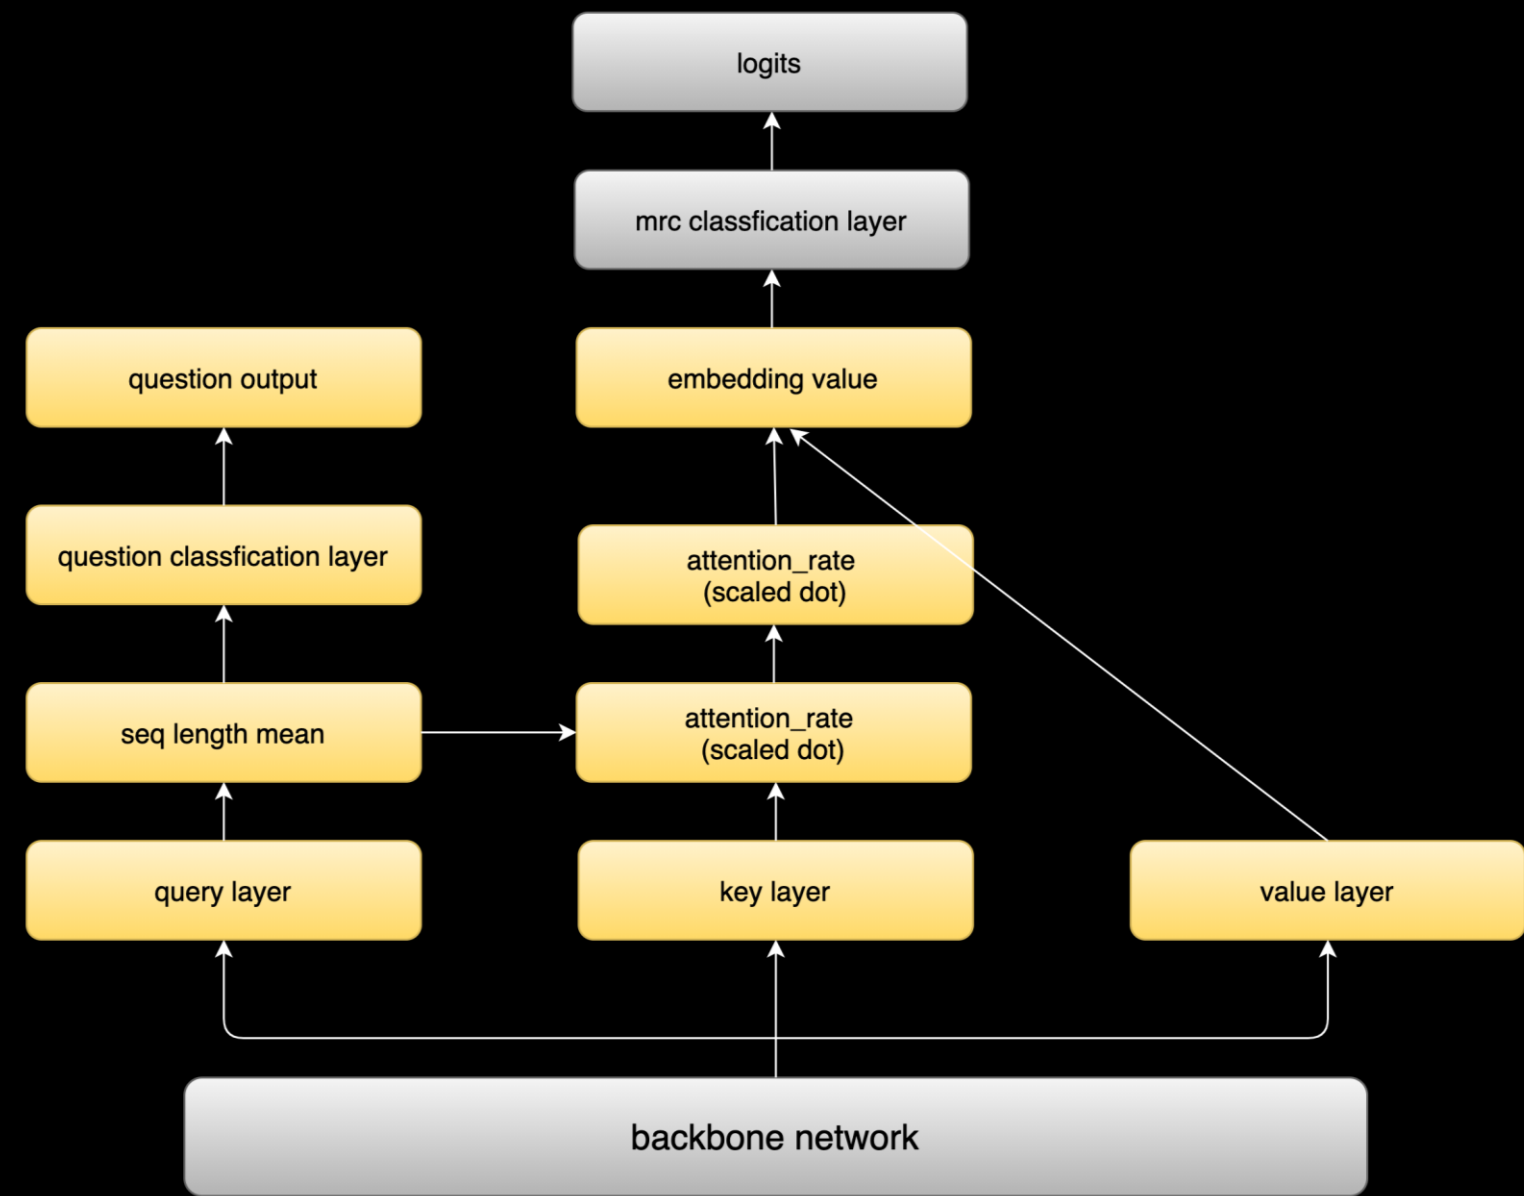 logits
mrc classfication layer
question output
embedding value
question classfication layer
attention_rate
(scaled dot)
seq length mean
attention_rate
(scaled dot)
query layer
key layer
value layer
backbone network